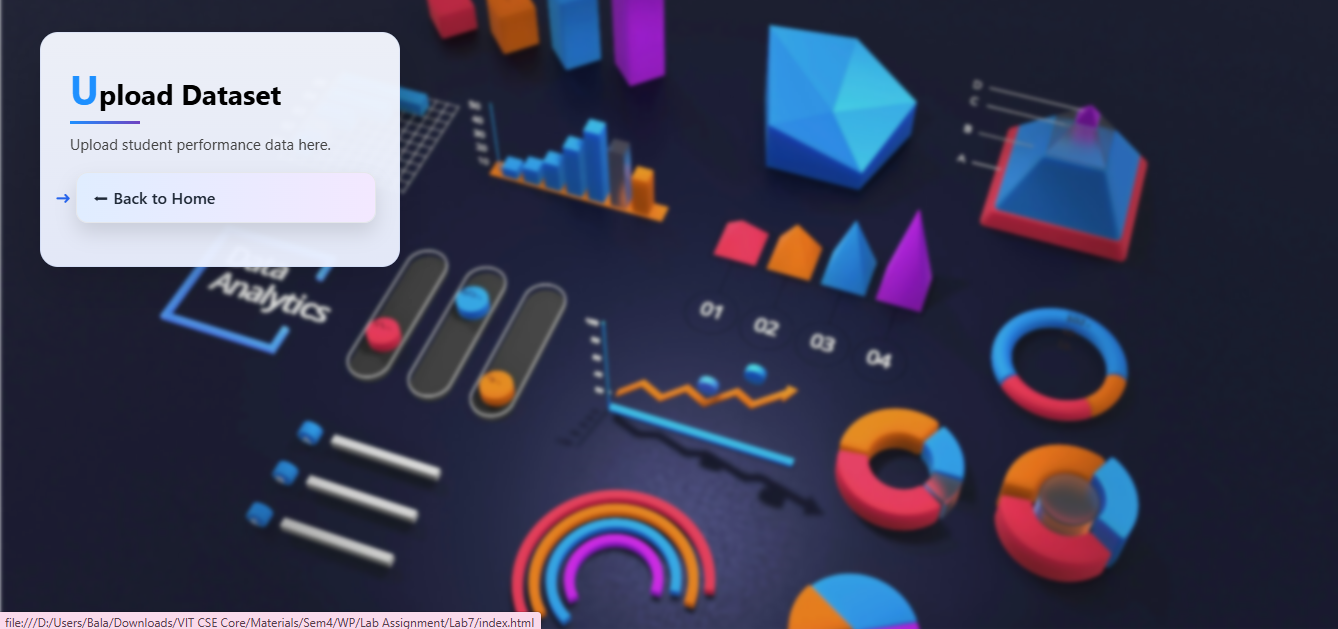 Upload Dataset
Upload student performance data here.
→ ← Back to Home
D
C
B
A
Data
Analytics
01
02
03
04
file:///D:/Users/Bala/Downloads/VIT CSE Core/Materials/Sem4/WP/Lab Assignment/Lab7/index.html